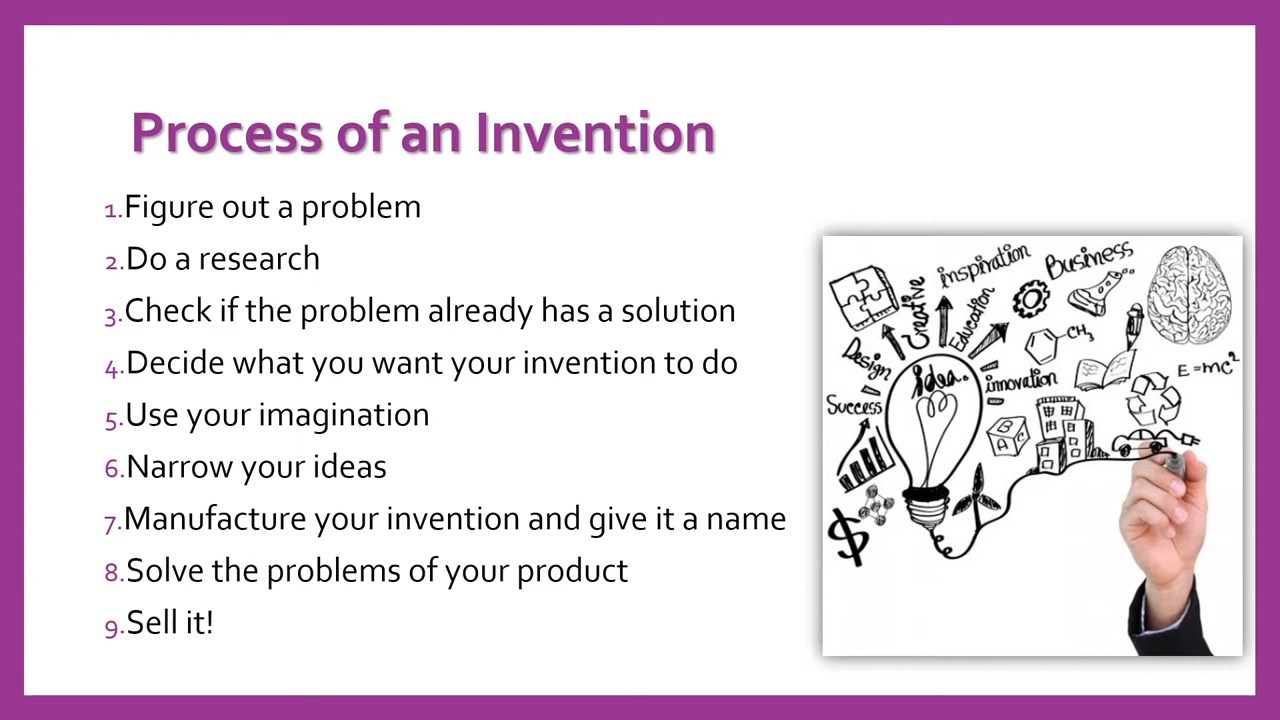 Process of an Invention
1.Figure out a problem
2.Do a research
3.Check if the problem already has a solution
4.Decide what you want your invention to do
5.Use your imagination
6.Narrow your ideas
7.Manufacture your invention and give it a name
8.Solve the problems of your product
9.Sell it!
inspiration
Business
Creative
Education
CH3
Design
idea.
innovation
E=mc²
Success
B
C
A
$